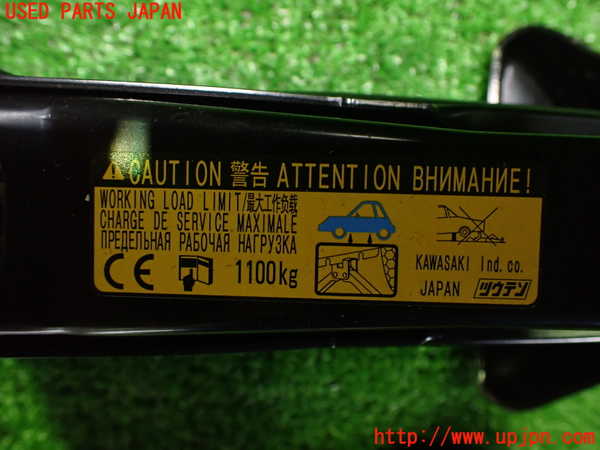 USED PARTS JAPAN
CAUTION 警告 ATTENTION ВНИМАНИЕ!
WORKING LOAD LIMIT/最大工作负载
CHARGE DE SERVICE MAXIMALE
ПРЕДЕЛЬНАЯ РАБОЧАЯ НАГРУЗКА
CE 1100kg
KAWASAKI Ind. co.
JAPAN ツウテン
http://www.upjpn.com/